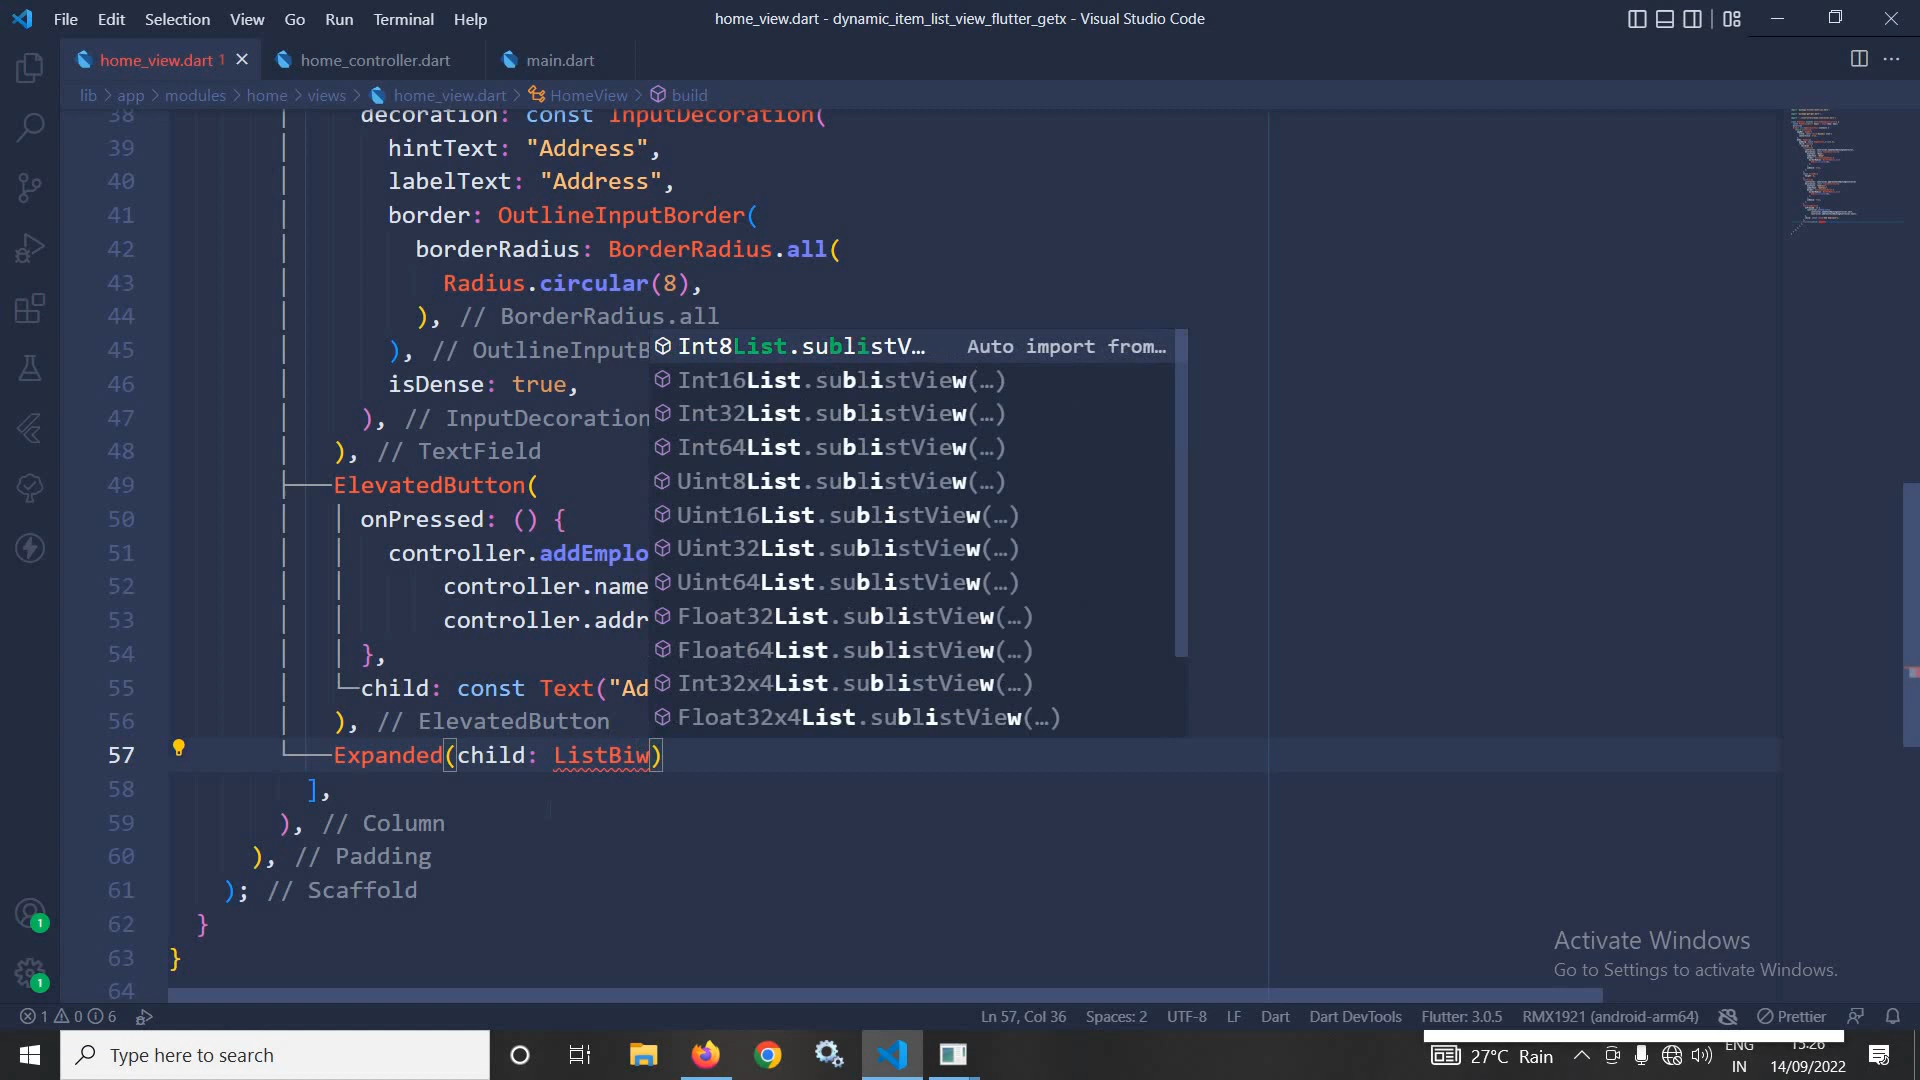 File Edit Selection View Go Run Terminal Help
home_view.dart - dynamic_item_list_view_flutter_getx - Visual Studio Code
home_view.dart 1
home_controller.dart
main.dart
lib > app > modules > home > views > home_view.dart > HomeView > build
38 decoration: const InputDecoration(
39 hintText: "Address",
40 labelText: "Address",
41 border: OutlineInputBorder(
42 borderRadius: BorderRadius.all(
43 Radius.circular(8),
44 ), // BorderRadius.all
45 ), // OutlineInputB
46 isDense: true,
47 ), // InputDecoration
48 ), // TextField
49 ElevatedButton(
50 onPressed: () {
51 controller.addEmplo
52 controller.name
53 controller.addr
54 },
55 child: const Text("Ad
56 ), // ElevatedButton
57 Expanded(child: ListBiw)
58 ],
59 ), // Column
60 ), // Padding
61 ); // Scaffold
62 }
63 }
64
Int8List.sublistV… Auto import from…
Int16List.sublistView(…)
Int32List.sublistView(…)
Int64List.sublistView(…)
Uint8List.sublistView(…)
Uint16List.sublistView(…)
Uint32List.sublistView(…)
Uint64List.sublistView(…)
Float32List.sublistView(…)
Float64List.sublistView(…)
Int32x4List.sublistView(…)
Float32x4List.sublistView(…)
1
1
Activate Windows
Go to Settings to activate Windows.
1 0 6
Ln 57, Col 36 Spaces: 2 UTF-8 LF Dart Dart DevTools Flutter: 3.0.5 RMX1921 (android-arm64) Prettier
Type here to search
27°C Rain
ENG
IN
15:26
14/09/2022